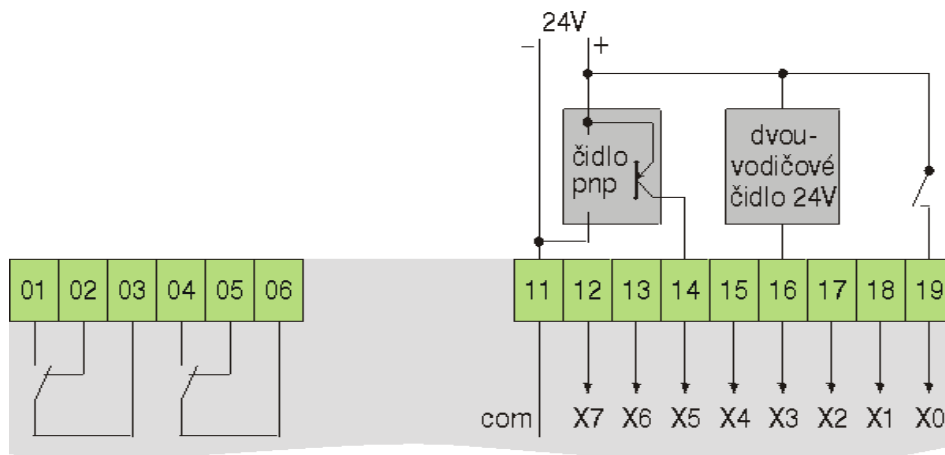 24V
− +
čidlo
pnp
dvou-
vodičové
čidlo 24V
01 02 03 04 05 06
11 12 13 14 15 16 17 18 19
com X7 X6 X5 X4 X3 X2 X1 X0